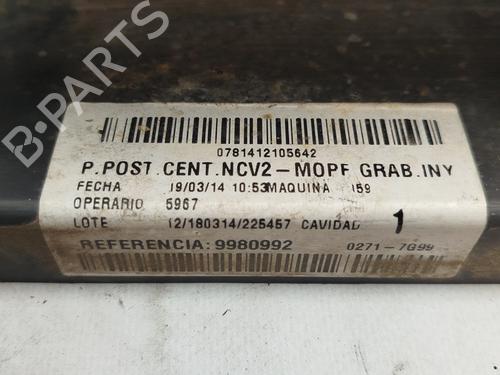 B-PARTS
0781412105642
P.POST.CENT.NCV2-MOPF GRAB.INY
FECHA 19/03/14 10:53 MAQUINA 159
OPERARIO 5967
LOTE 12/180314/225457 CAVIDAD 1
REFERENCIA: 9980992 0271-7G99